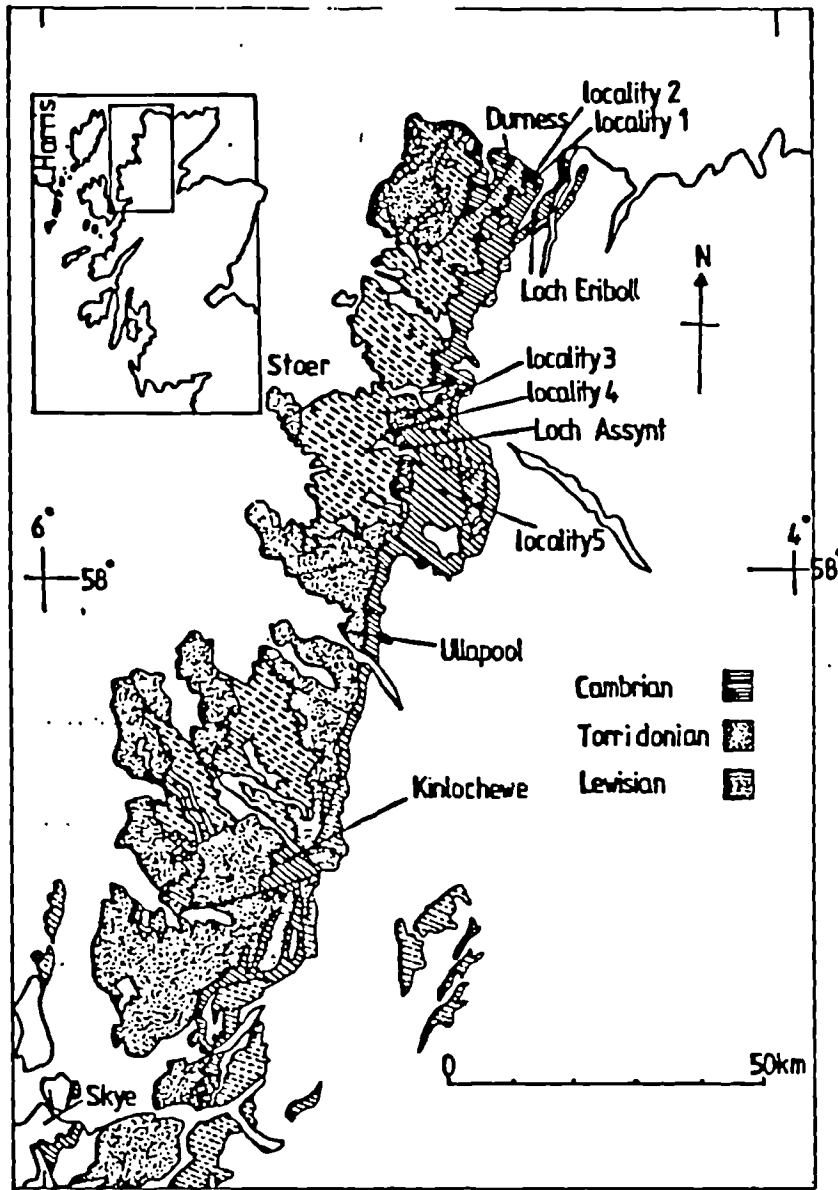 C Harris
locality 2
Durness
locality 1
N
Loch Eriboll
Stoer
locality 3
locality 4
Loch Assynt
6°
4°
58°
58°
locality 5
Ullapool
Cambrian
Torridonian
Lewisian
Kinlochewe
0
50km
Skye